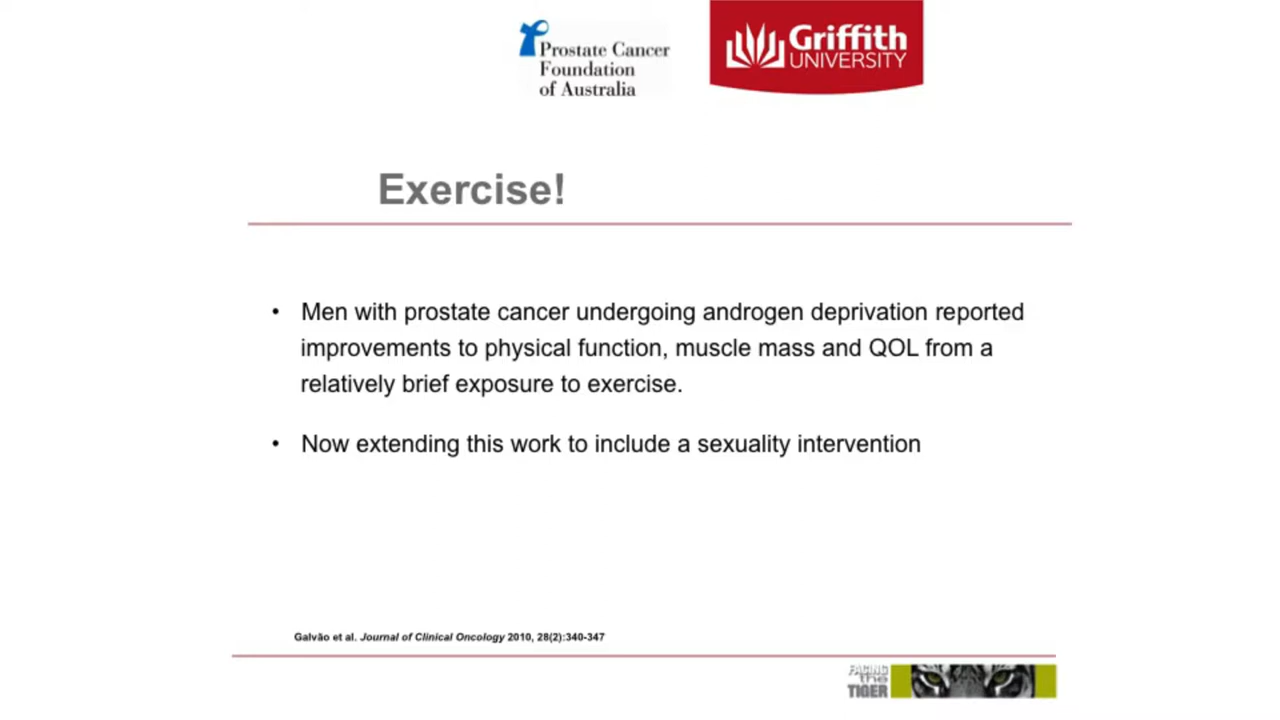 Prostate Cancer
Foundation
of Australia
Griffith
UNIVERSITY
Exercise!
• Men with prostate cancer undergoing androgen deprivation reported
improvements to physical function, muscle mass and QOL from a
relatively brief exposure to exercise.
• Now extending this work to include a sexuality intervention
Galvão et al. Journal of Clinical Oncology 2010, 28(2):340-347
FACING
the
TIGER